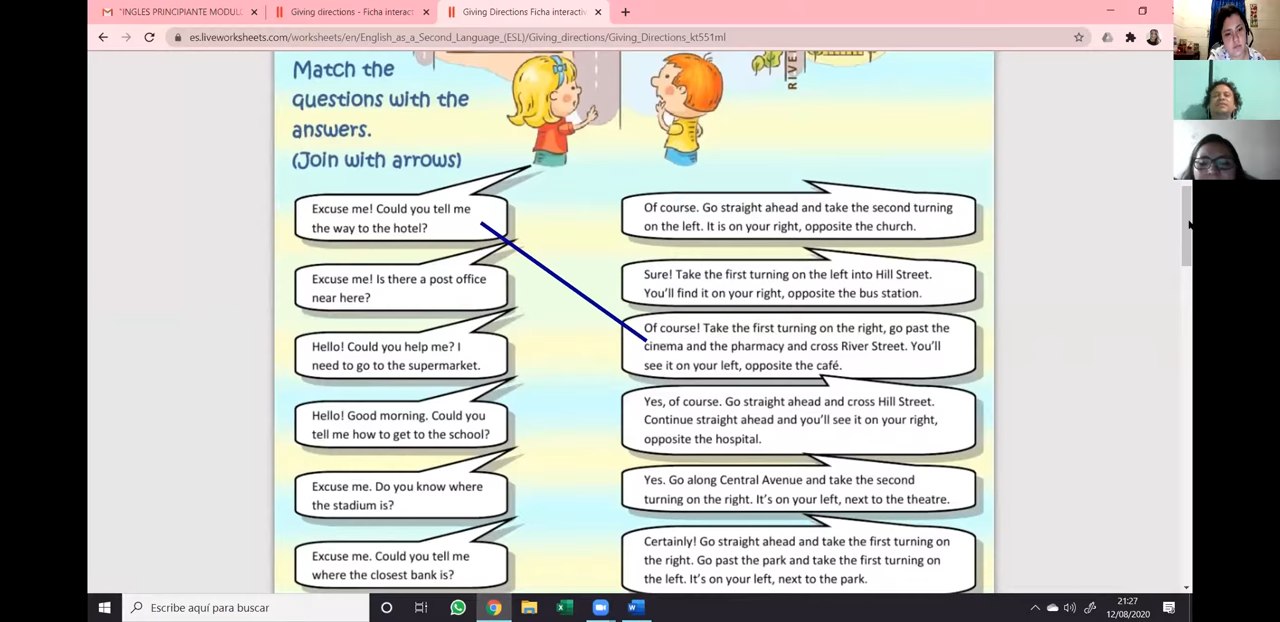 "INGLES PRINCIPIANTE MODUL
Giving directions - Ficha interact
Giving Directions Ficha interactiv
es.liveworksheets.com/worksheets/en/English_as_a_Second_Language_(ESL)/Giving_directions/Giving_Directions_kt551ml
RIVE
Match the
questions with the
answers.
(Join with arrows)
Excuse me! Could you tell me
the way to the hotel?
Excuse me! Is there a post office
near here?
Hello! Could you help me? I
need to go to the supermarket.
Hello! Good morning. Could you
tell me how to get to the school?
Excuse me. Do you know where
the stadium is?
Excuse me. Could you tell me
where the closest bank is?
Of course. Go straight ahead and take the second turning
on the left. It is on your right, opposite the church.
Sure! Take the first turning on the left into Hill Street.
You'll find it on your right, opposite the bus station.
Of course! Take the first turning on the right, go past the
cinema and the pharmacy and cross River Street. You'll
see it on your left, opposite the café.
Yes, of course. Go straight ahead and cross Hill Street.
Continue straight ahead and you'll see it on your right,
opposite the hospital.
Yes. Go along Central Avenue and take the second
turning on the right. It's on your left, next to the theatre.
Certainly! Go straight ahead and take the first turning on
the right. Go past the park and take the first turning on
the left. It's on your left, next to the park.
Escribe aquí para buscar
21:27
12/08/2020